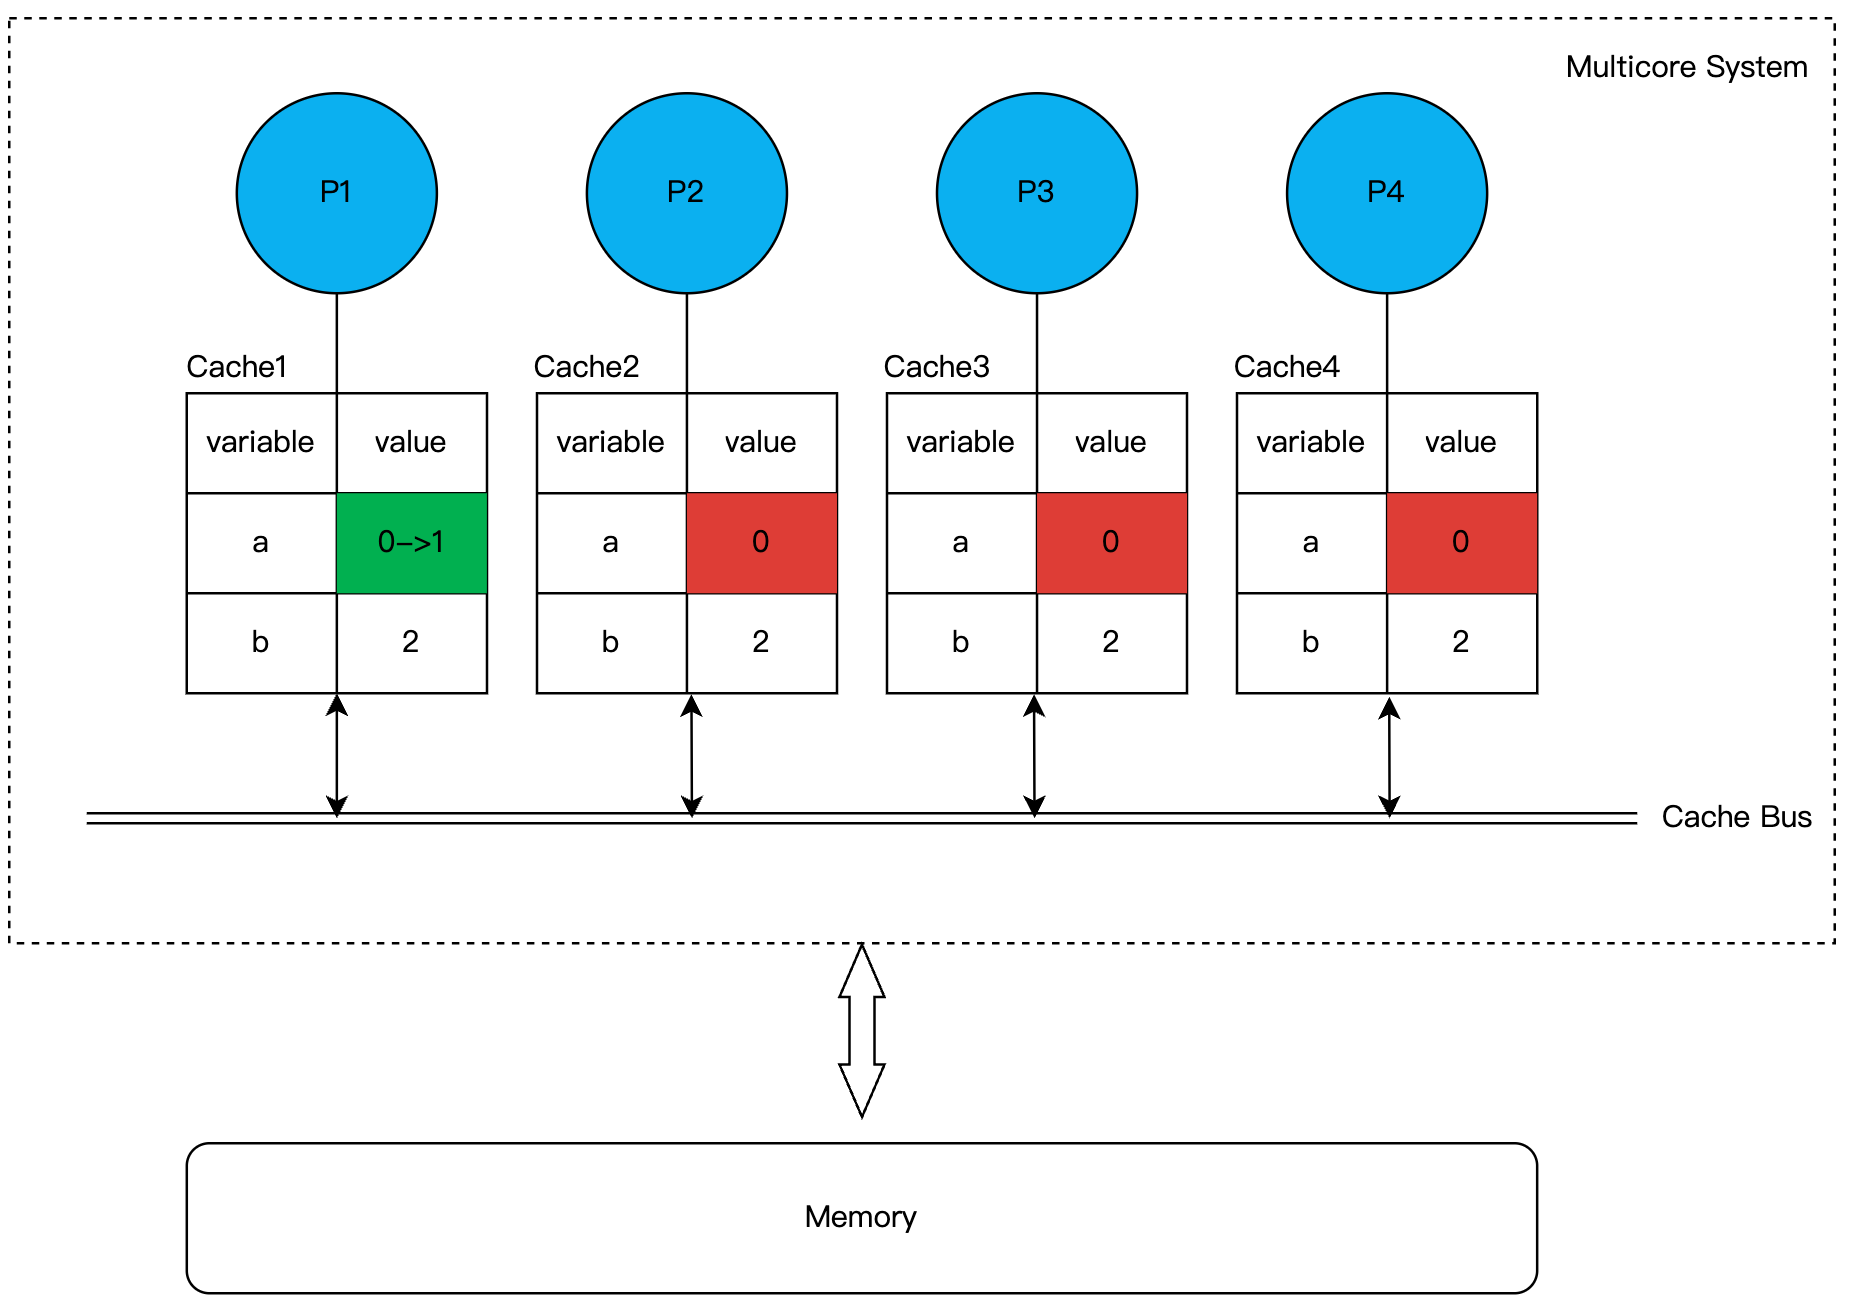 Multicore System
P1 P2 P3 P4
Cache1 Cache2 Cache3 Cache4
variable value variable value variable value variable value
a 0->1 a 0 a 0 a 0
b 2 b 2 b 2 b 2
Cache Bus
Memory